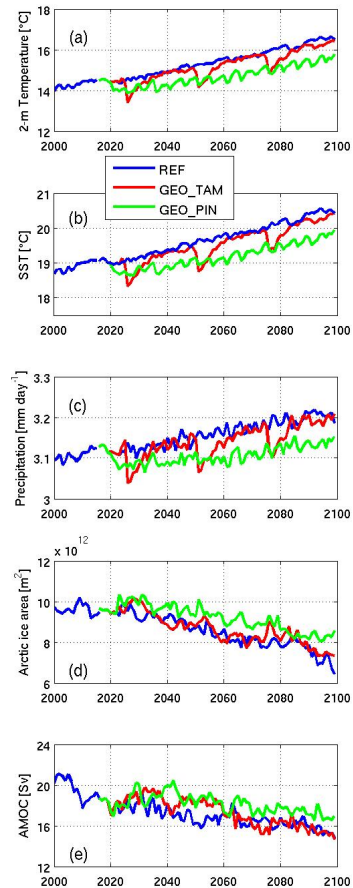 (a)
2-m Temperature [°C]
18
16
14
12
2000 2020 2040 2060 2080 2100
REF
GEO_TAM
GEO_PIN
(b)
SST [°C]
21
20
19
18
2000 2020 2040 2060 2080 2100
(c)
Precipitation [mm day⁻¹]
3.3
3.2
3.1
3
2000 2020 2040 2060 2080 2100
x 10¹²
(d)
Arctic ice area [m²]
12
10
8
6
2000 2020 2040 2060 2080 2100
(e)
AMOC [Sv]
24
20
16
12
2000 2020 2040 2060 2080 2100